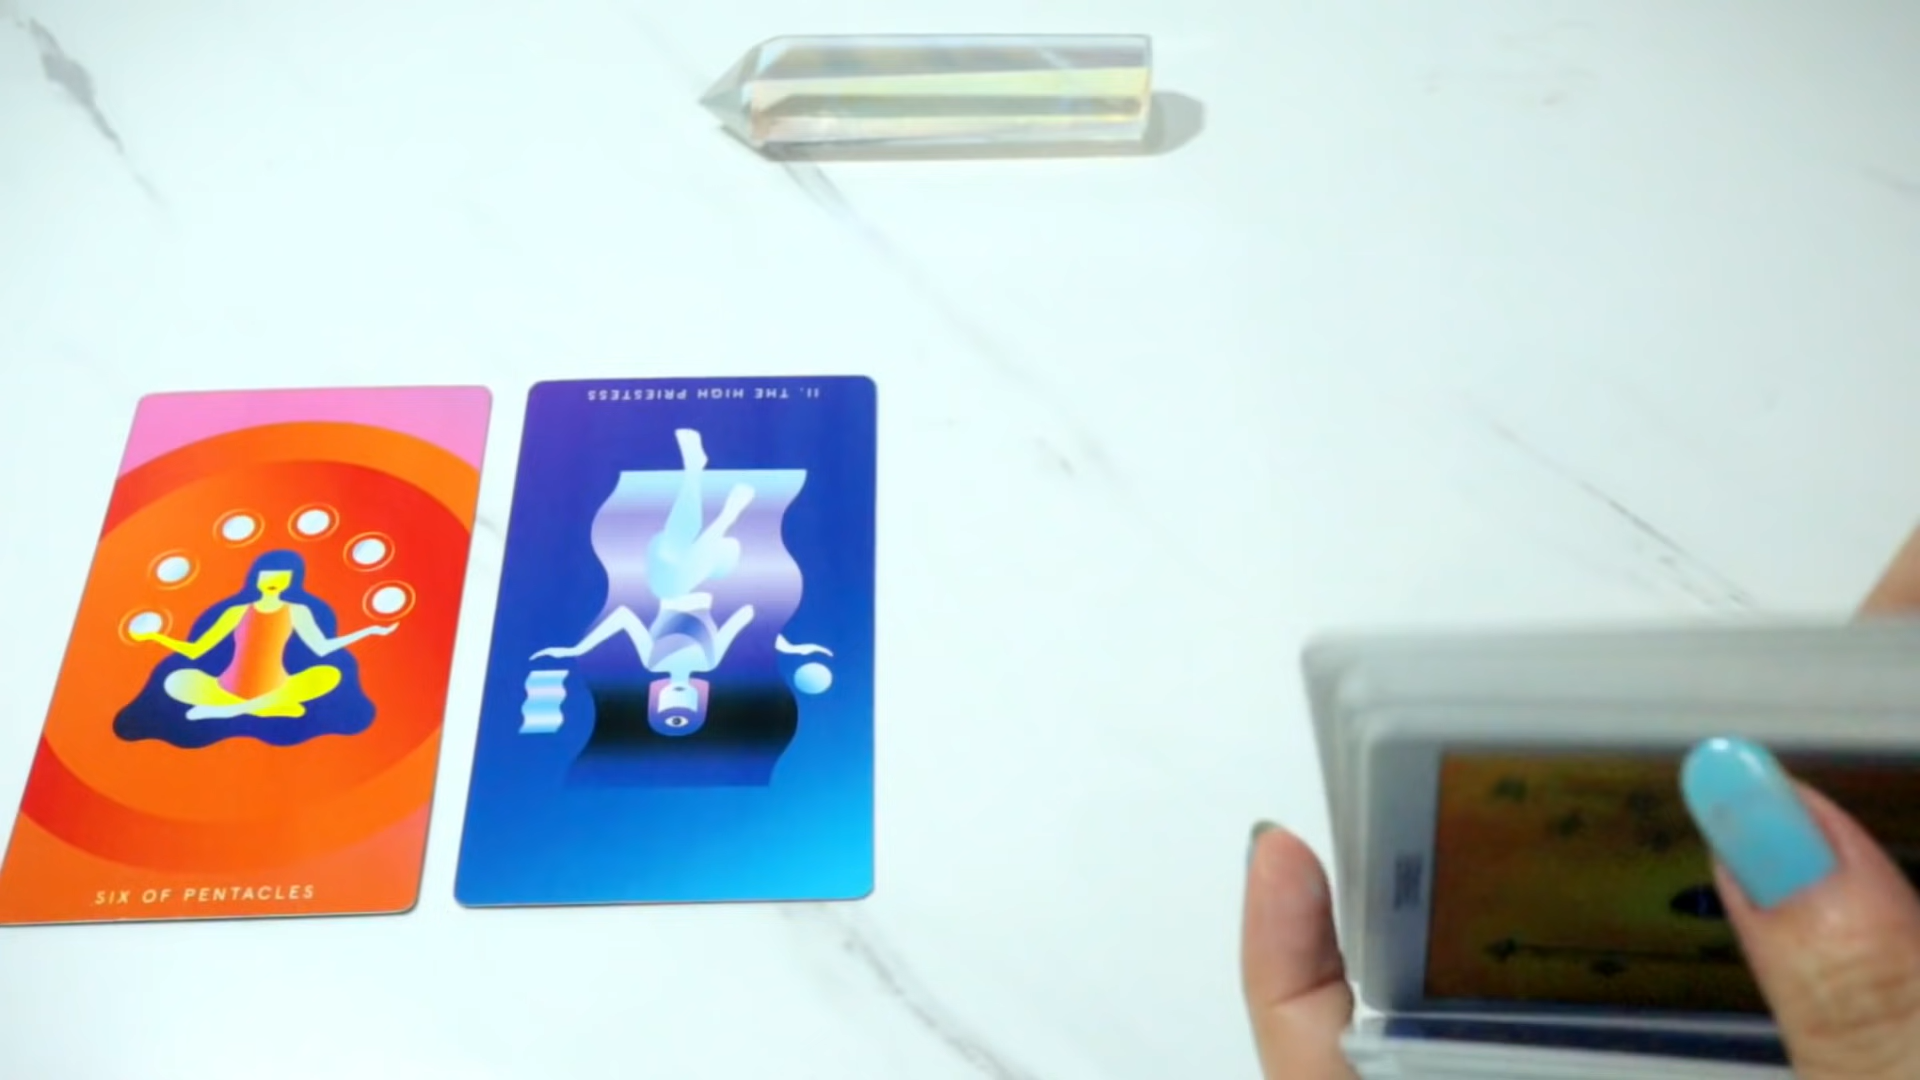 II. THE HIGH PRIESTESS
SIX OF PENTACLES